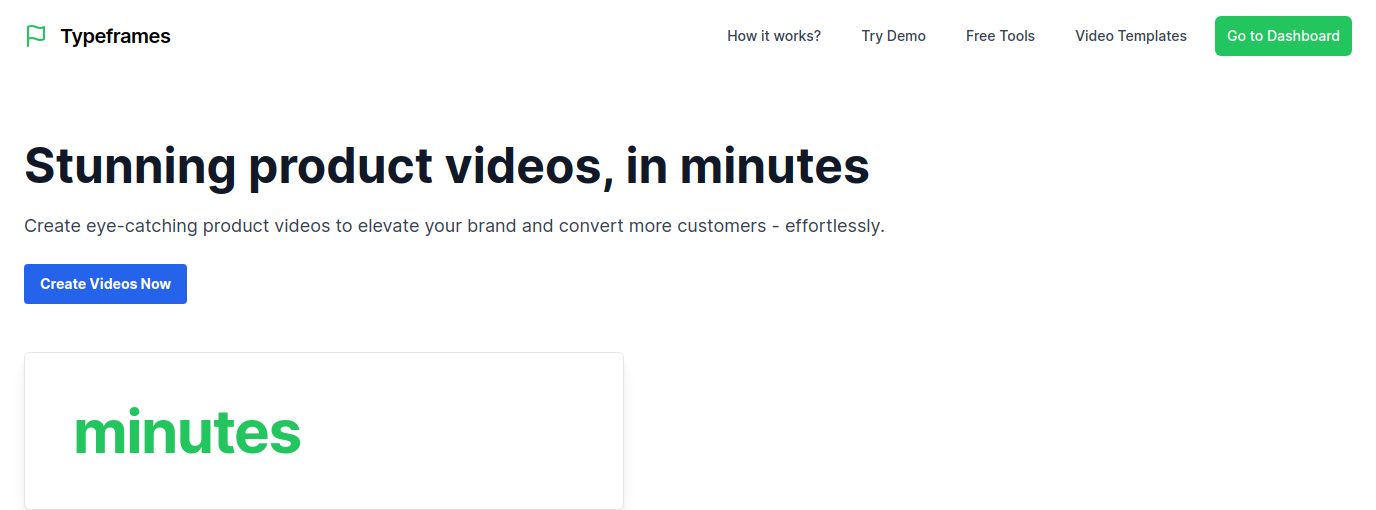 Typeframes
How it works?
Try Demo
Free Tools
Video Templates
Go to Dashboard
Stunning product videos, in minutes
Create eye-catching product videos to elevate your brand and convert more customers - effortlessly.
Create Videos Now
minutes